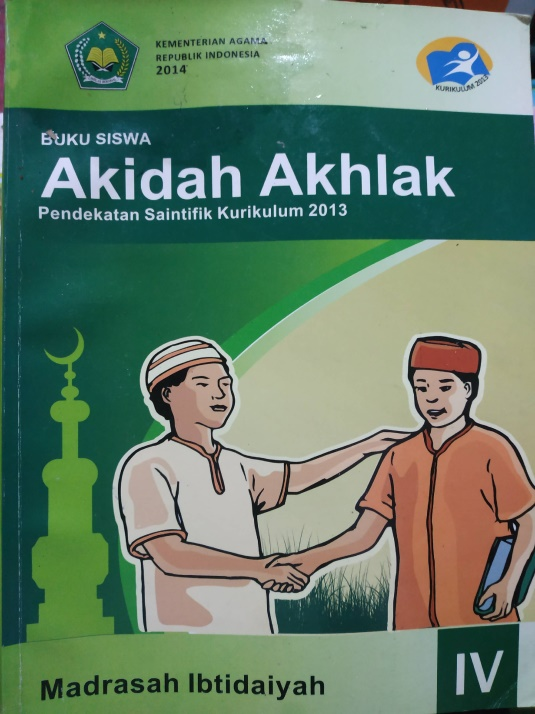 KEMENTERIAN AGAMA
REPUBLIK INDONESIA
2014
KURIKULUM 2013
BUKU SISWA
Akidah Akhlak
Pendekatan Saintifik Kurikulum 2013
Madrasah Ibtidaiyah
IV